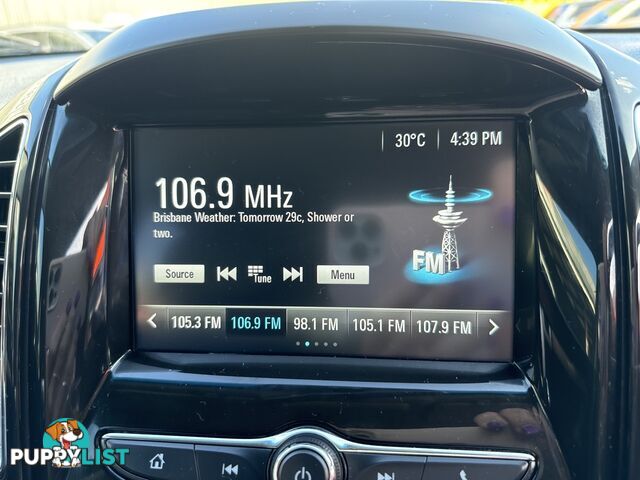 30°C 4:39 PM
106.9 MHz
Brisbane Weather: Tomorrow 29c, Shower or
two.
FM
Source Tune Menu
105.3 FM 106.9 FM 98.1 FM 105.1 FM 107.9 FM
PUPPYLIST